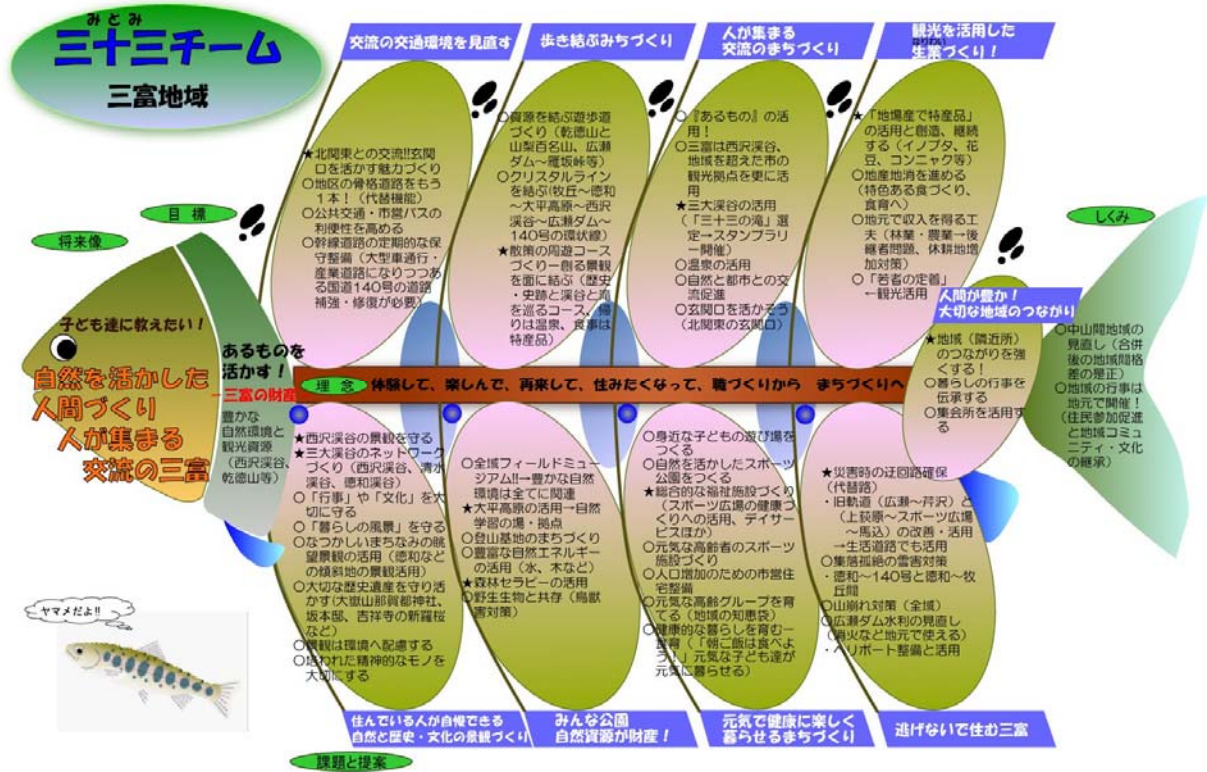 みとみ
三十三チーム
三富地域
交流の交通環境を見直す
★北関東との交流!!玄関
口を活かす魅力づくり
○地区の骨格道路をもう
1本!(代替機能)
○公共交通・市営バスの
利便性を高める
○幹線道路の定期的な保
守整備(大型車通行・
産業道路になりつつあ
る国道140号の道路
補強・修復が必要)
歩き結ぶみちづくり
○資源を結ぶ遊歩道
づくり(乾徳山と
山梨百名山、広瀬
ダム~雁坂峠等)
○クリスタルライン
を結ぶ(牧丘~徳和
~大平高原~西沢
渓谷~広瀬ダム~
140号の環状線)
★散策の周遊コース
づくり―創る景観
を面に結ぶ(歴史
・史跡と渓谷と滝
を巡るコース、帰
りは温泉、食事は
特産品)
人が集まる
交流のまちづくり
○『あるもの』の活
用!
○三富は西沢渓谷、
地域を超えた市の
観光拠点を更に活
用
★三大渓谷の活用
(「三十三の滝」選
定→スタンプラリ
ー開催)
○温泉の活用
○自然と都市との交
流促進
○玄関口を活かそう
(北関東の玄関口)
観光を活用した
生業づくり!
★「地場産で特産品」
の活用と創造、継続
する(イノブタ、花
豆、コンニャク等)
○地産地消を進める
(特色ある食づくり、
食育へ)
○地元で収入を得る工
夫(林業・農業→後
継者問題、休耕地増
加対策)
○「若者の定着」
←観光活用
人間が豊か!
大切な地域のつながり
★地域(隣近所)
のつながりを強
くする!
○暮らしの行事を
伝承する
○集会所を活用す
る
しくみ
○中山間地域の
見直し(合併
後の地域間格
差の是正)
○地域の行事は
地元で開催!
(住民参加促進
と地域コミュ
ニティ・文化
の継承)
目標
将来像
子ども達に教えたい!
自然を活かした
人間づくり
人が集まる
交流の三富
あるものを
活かす!
―三富の財産
豊かな
自然環境と
観光資源
(西沢渓谷、
乾徳山等)
理念 体験して、楽しんで、再来して、住みたくなって、職づくりから まちづくりへ
★西沢渓谷の景観を守る
★三大渓谷のネットワーク
づくり(西沢渓谷、清水
渓谷、徳和渓谷)
○「行事」や「文化」を大
切に守る
○「暮らしの風景」を守る
○なつかしいまちなみの眺
望景観の活用(徳和などの
傾斜地の景観活用)
○大切な歴史遺産を守り活
かす(大嶽山那賀都神社、
坂本邸、吉祥寺の新羅桜
など)
○景観は環境へ配慮する
○培われた精神的なモノを
大切にする
住んでいる人が自慢できる
自然と歴史・文化の景観づくり
○全域フィールドミュー
ジアム!!→豊かな自然
環境は全てに関連
★大平高原の活用→自然
学習の場・拠点
○登山基地のまちづくり
○豊富な自然エネルギー
の活用(水、木など)
★森林セラピーの活用
○野生生物と共存(鳥獣
害対策)
みんな公園
自然資源が財産!
○身近な子どもの遊び場を
つくる
○自然を活かしたスポーツ
公園をつくる
★総合的な福祉施設づくり
(スポーツ広場の健康づ
くりへの活用、デイサー
ビスほか)
○元気な高齢者のスポーツ
施設づくり
○人口増加のための市営住
宅整備
○元気な高齢グループを育
てる(地域の知恵袋)
○健康的な暮らしを育む―
食育(「朝ご飯は食べよ
う!」元気な子ども達が
元気に暮らせる)
元気で健康に楽しく
暮らせるまちづくり
★災害時の迂回路確保
(代替路)
・旧軌道(広瀬~芹沢)と
(上荻原~スポーツ広場
~馬込)の改善・活用
→生活道路でも活用
○集落孤絶の雪害対策
・徳和~140号と徳和~牧
丘間
○山崩れ対策(全域)
○広瀬ダム水利の見直し
(消火など地元で使える)
・ヘリポート整備と活用
逃げないで住む三富
ヤマメだよ!!
課題と提案